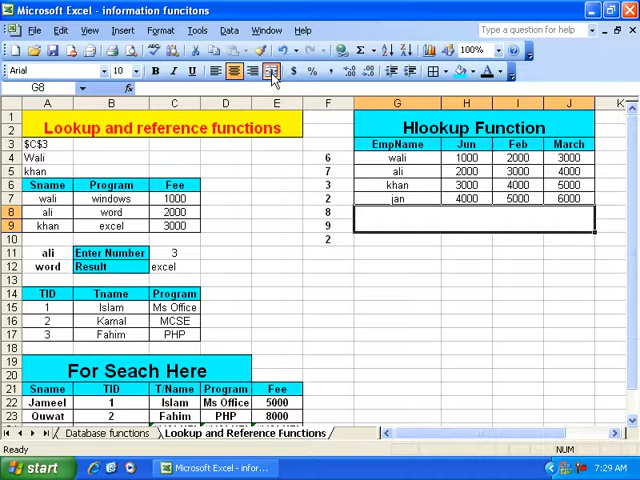 Microsoft Excel - information funcitons
File Edit View Insert Format Tools Data Window Help
Type a question for help
100%
Arial 10 B I U $ % ,
G8 fx
A B C D E F G H I J K
1 Lookup and reference functions Hlookup Function
2
3 $C$3 EmpName Jun Feb March
4 Wali 6 wali 1000 2000 3000
5 khan 7 ali 2000 3000 4000
6 Sname Program Fee 3 khan 3000 4000 5000
7 wali windows 1000 2 jan 4000 5000 6000
8 ali word 2000 8
9 khan excel 3000 9
10 2
11 ali Enter Number 3
12 word Result excel
13
14 TID Tname Program
15 1 Islam Ms Office
16 2 Kamal MCSE
17 3 Fahim PHP
18
19 For Seach Here
20
21 Sname TID T/Name Program Fee
22 Jameel 1 Islam Ms Office 5000
23 Quwat 2 Fahim PHP 8000
Database functions Lookup and Reference Functions
Ready NUM
start Microsoft Excel - infor... 7:29 AM